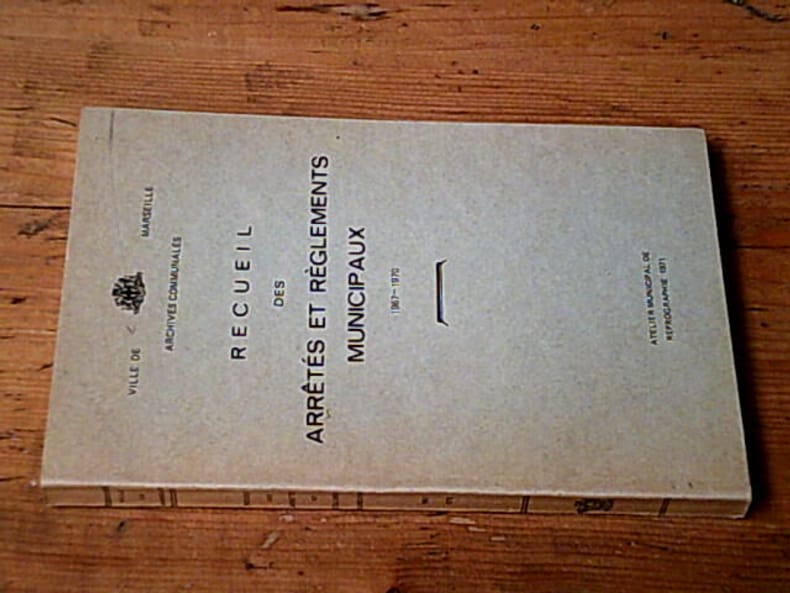 VILLE DE MARSEILLE
ARCHIVES COMMUNALES
RECUEIL
DES
ARRÊTÉS ET RÈGLEMENTS
MUNICIPAUX
1967-1970
ATELIER MUNICIPAL DE
REPROGRAPHIE 1971